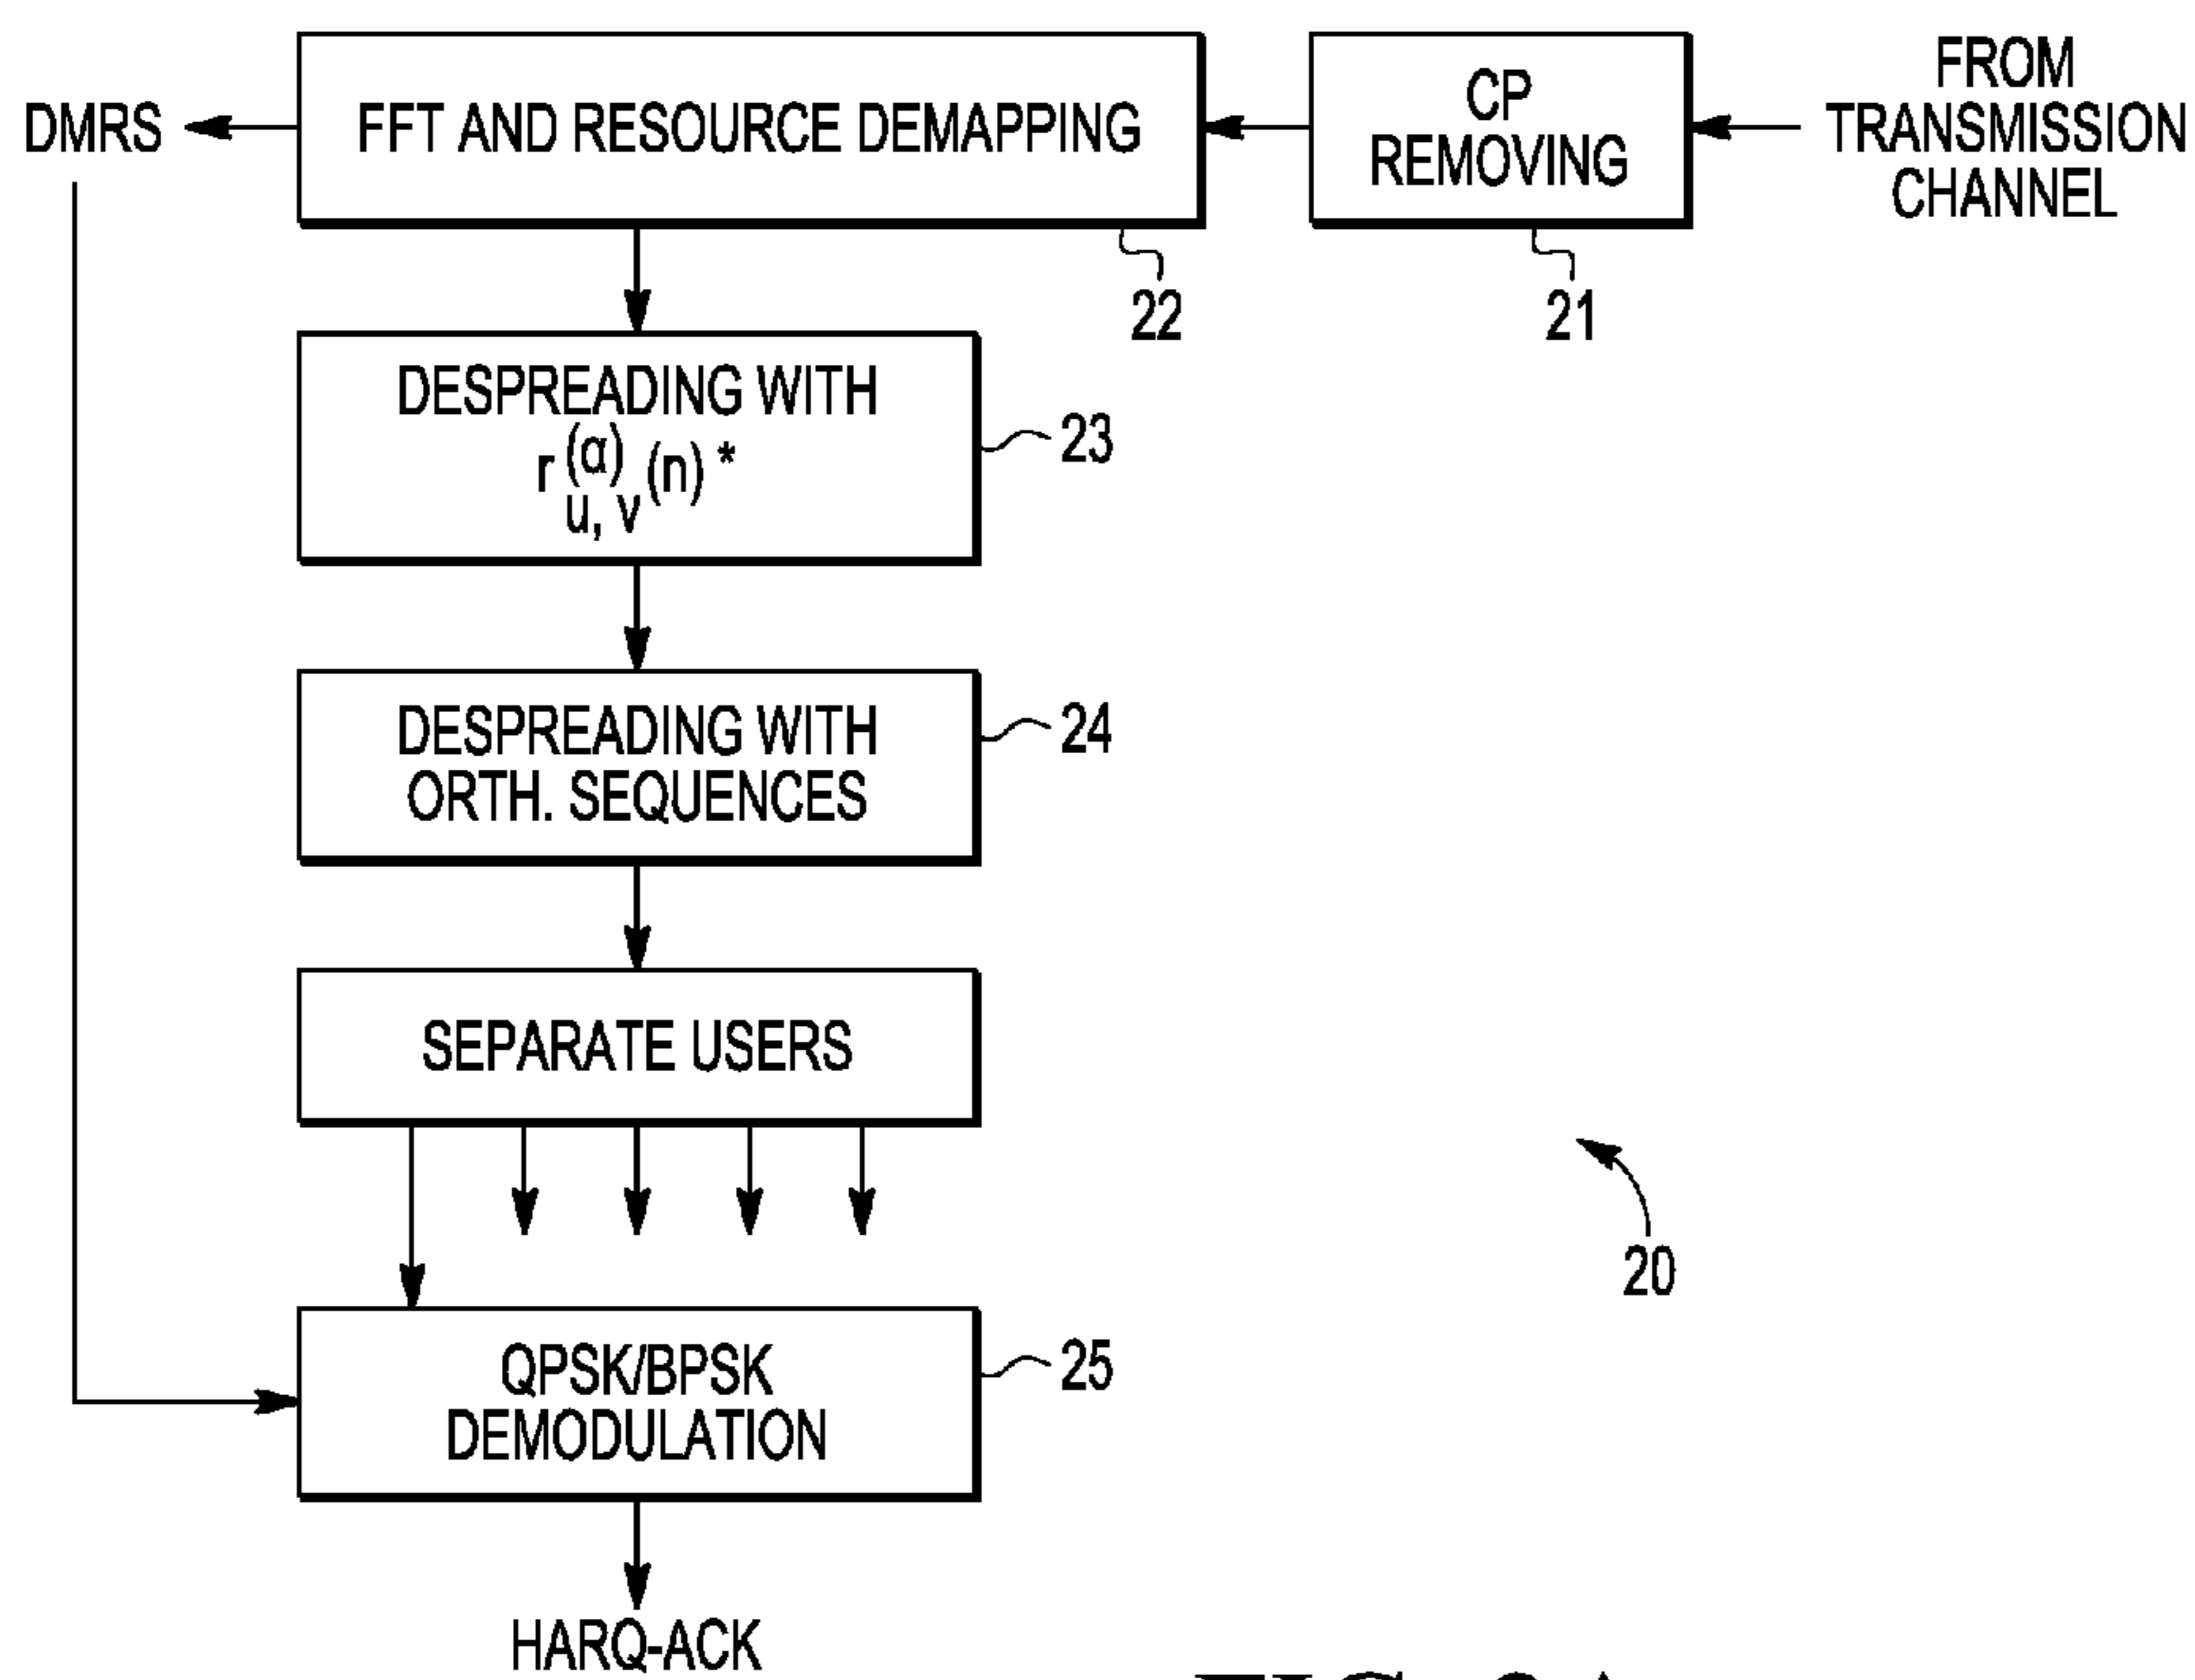 DMRS
FFT AND RESOURCE DEMAPPING
CP
REMOVING
FROM
TRANSMISSION
CHANNEL
22
21
DESPREADING WITH
r (α) u, v (n) *
23
DESPREADING WITH
ORTH. SEQUENCES
24
SEPARATE USERS
20
QPSK/BPSK
DEMODULATION
25
HARQ-ACK